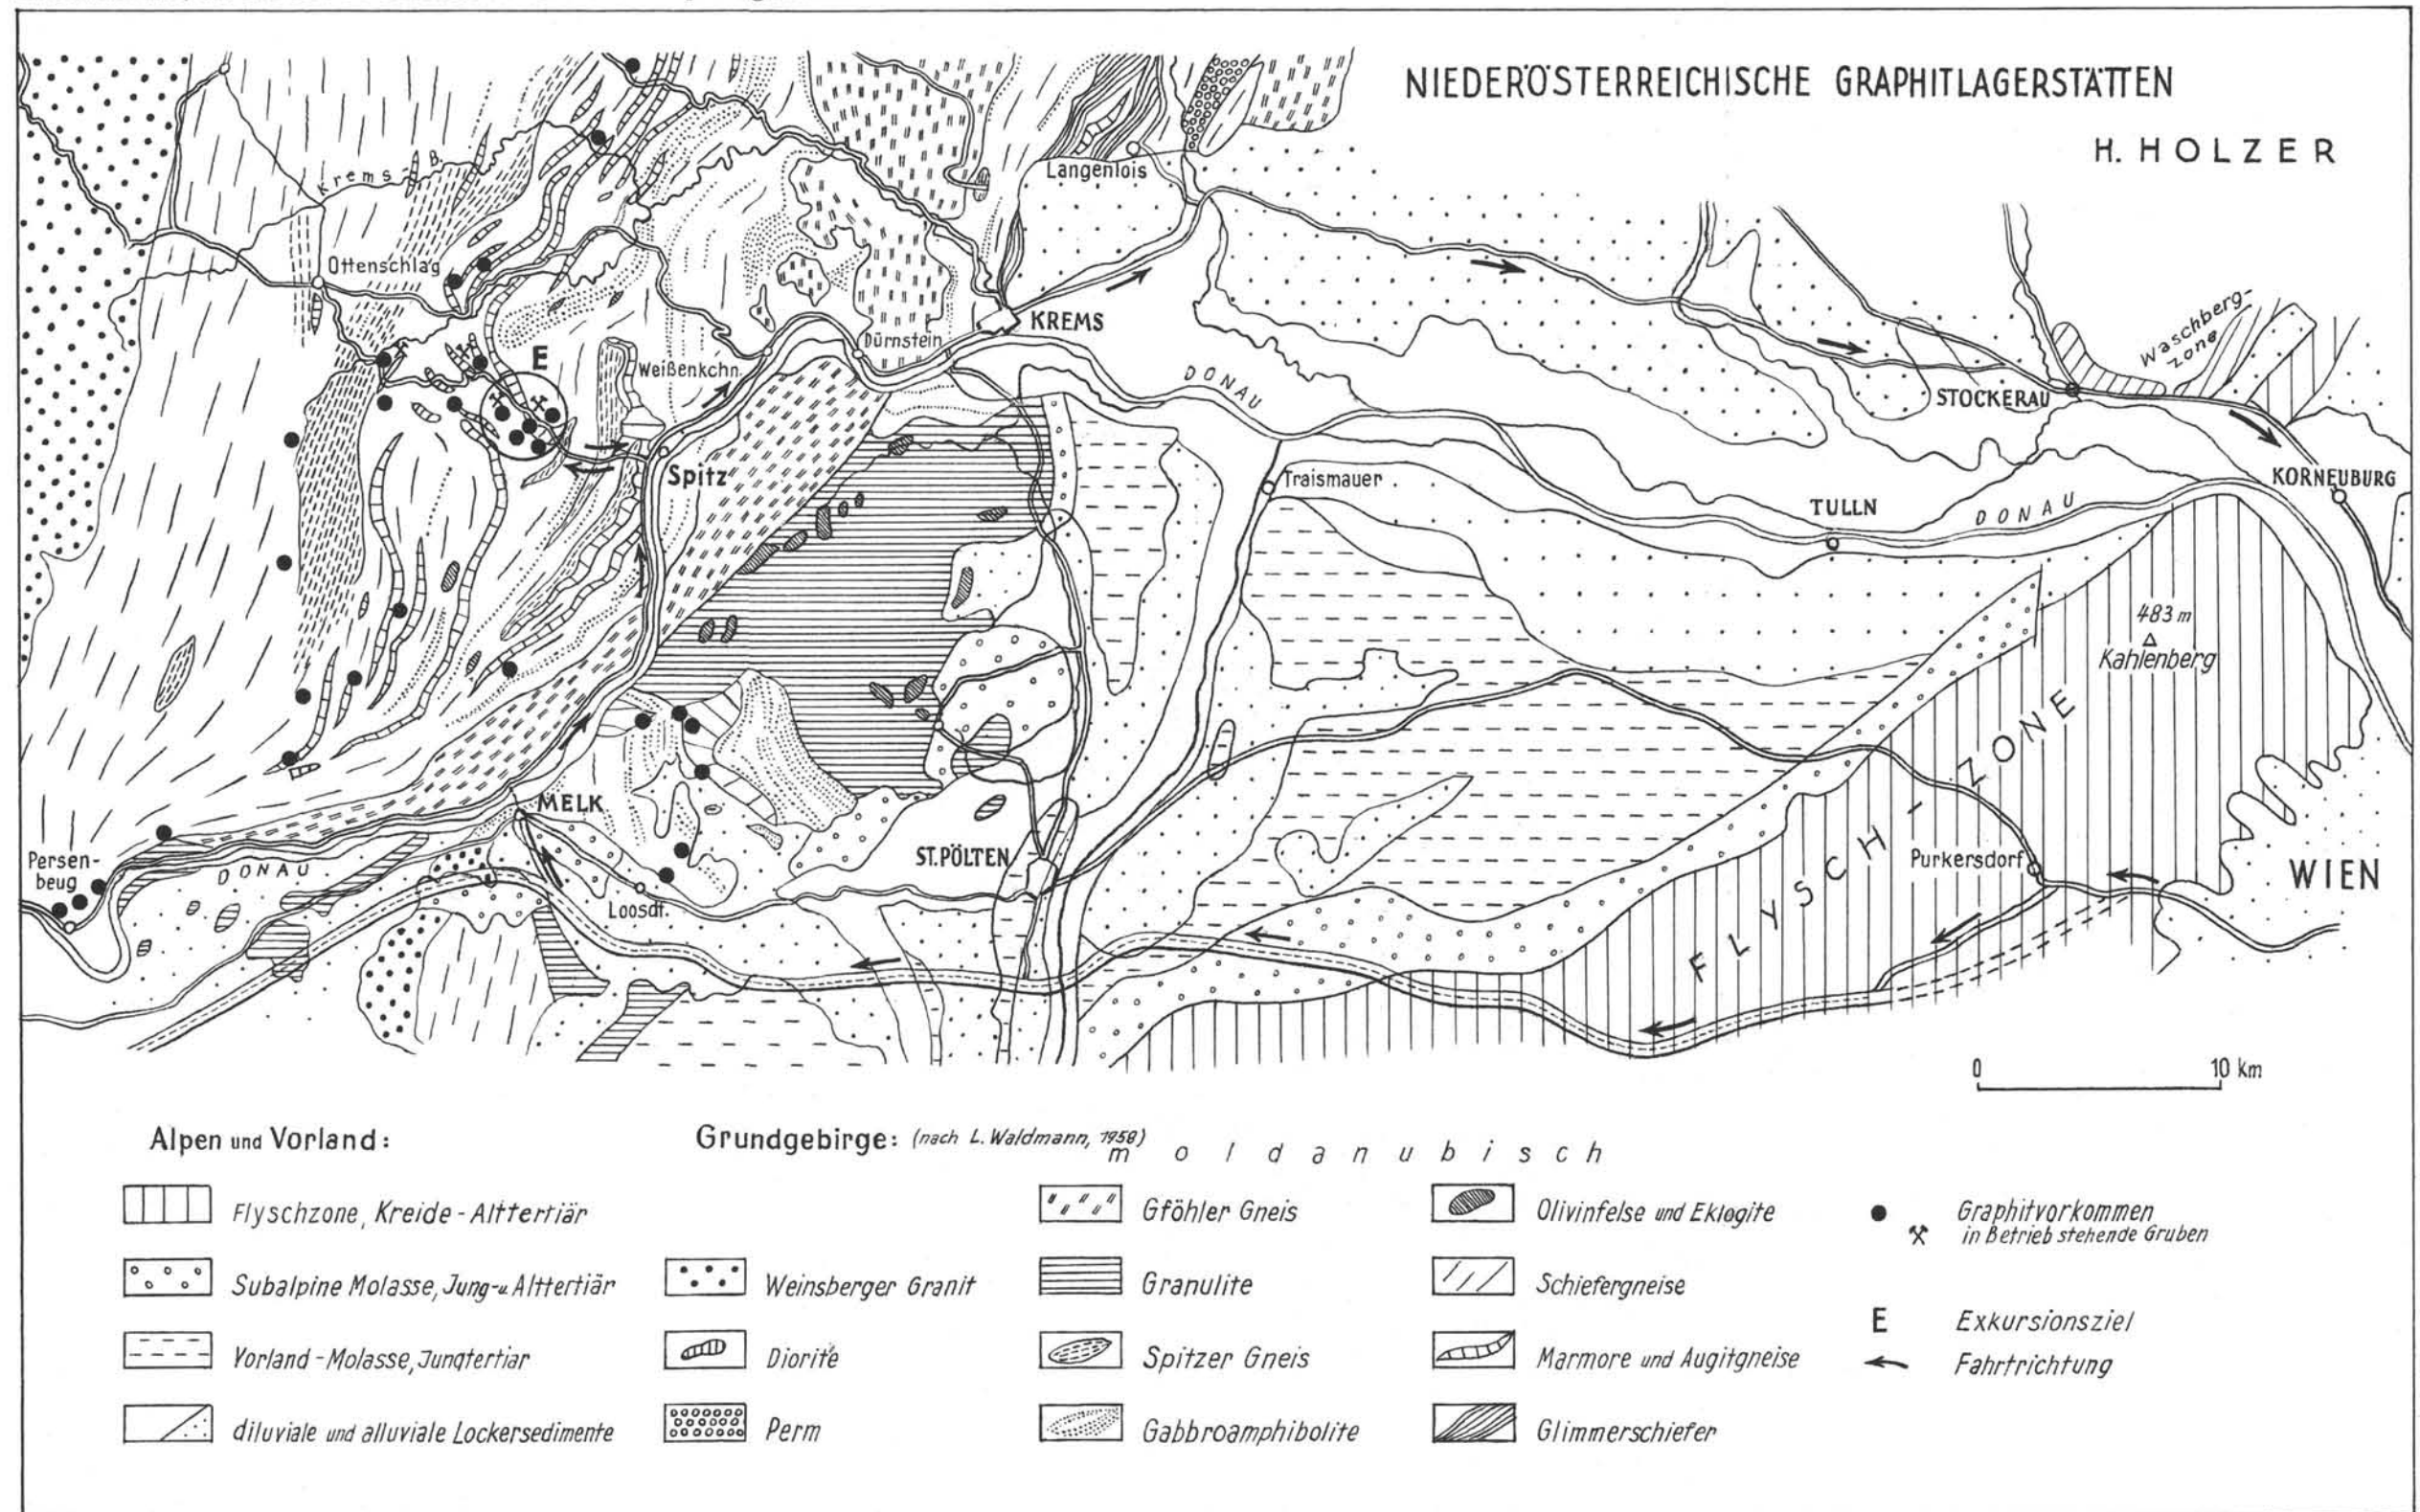 NIEDERÖSTERREICHISCHE GRAPHITLAGERSTÄTTEN
H. HOLZER
Krems-B.
Langenlois
Ottenschlag
KREMS
Dürnstein
E
Weißenkchn.
DONAU
Waschberg-
zone
STOCKERAU
Spitz
Traismauer
TULLN
DONAU
KORNEUBURG
483 m
Kahlenberg
MELK
Persen-
beug
DONAU
Loosdf.
ST. PÖLTEN
FLYSCH-ZONE
Purkersdorf
WIEN
0 10 km
Alpen und Vorland:
Flyschzone, Kreide-Alttertiär
Subalpine Molasse, Jung-u. Alttertiär
Vorland-Molasse, Jungtertiar
diluviale und alluviale Lockersedimente
Grundgebirge: (nach L. Waldmann, 1958)
moldanubisch
Weinsberger Granit
Diorite
Perm
Gföhler Gneis
Granulite
Spitzer Gneis
Gabbroamphibolite
Olivinfelse und Eklogite
Schiefergneise
Marmore und Augitgneise
Glimmerschiefer
Graphitvorkommen
in Betrieb stehende Gruben
E Exkursionsziel
Fahrtrichtung